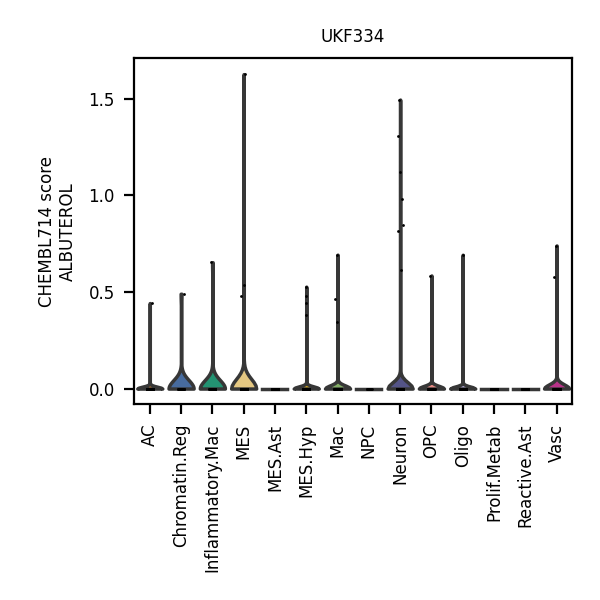 UKF334
CHEMBL714 score
ALBUTEROL
1.5
1.0
0.5
0.0
AC
Chromatin.Reg
Inflammatory.Mac
MES
MES.Ast
MES.Hyp
Mac
NPC
Neuron
OPC
Oligo
Prolif.Metab
Reactive.Ast
Vasc